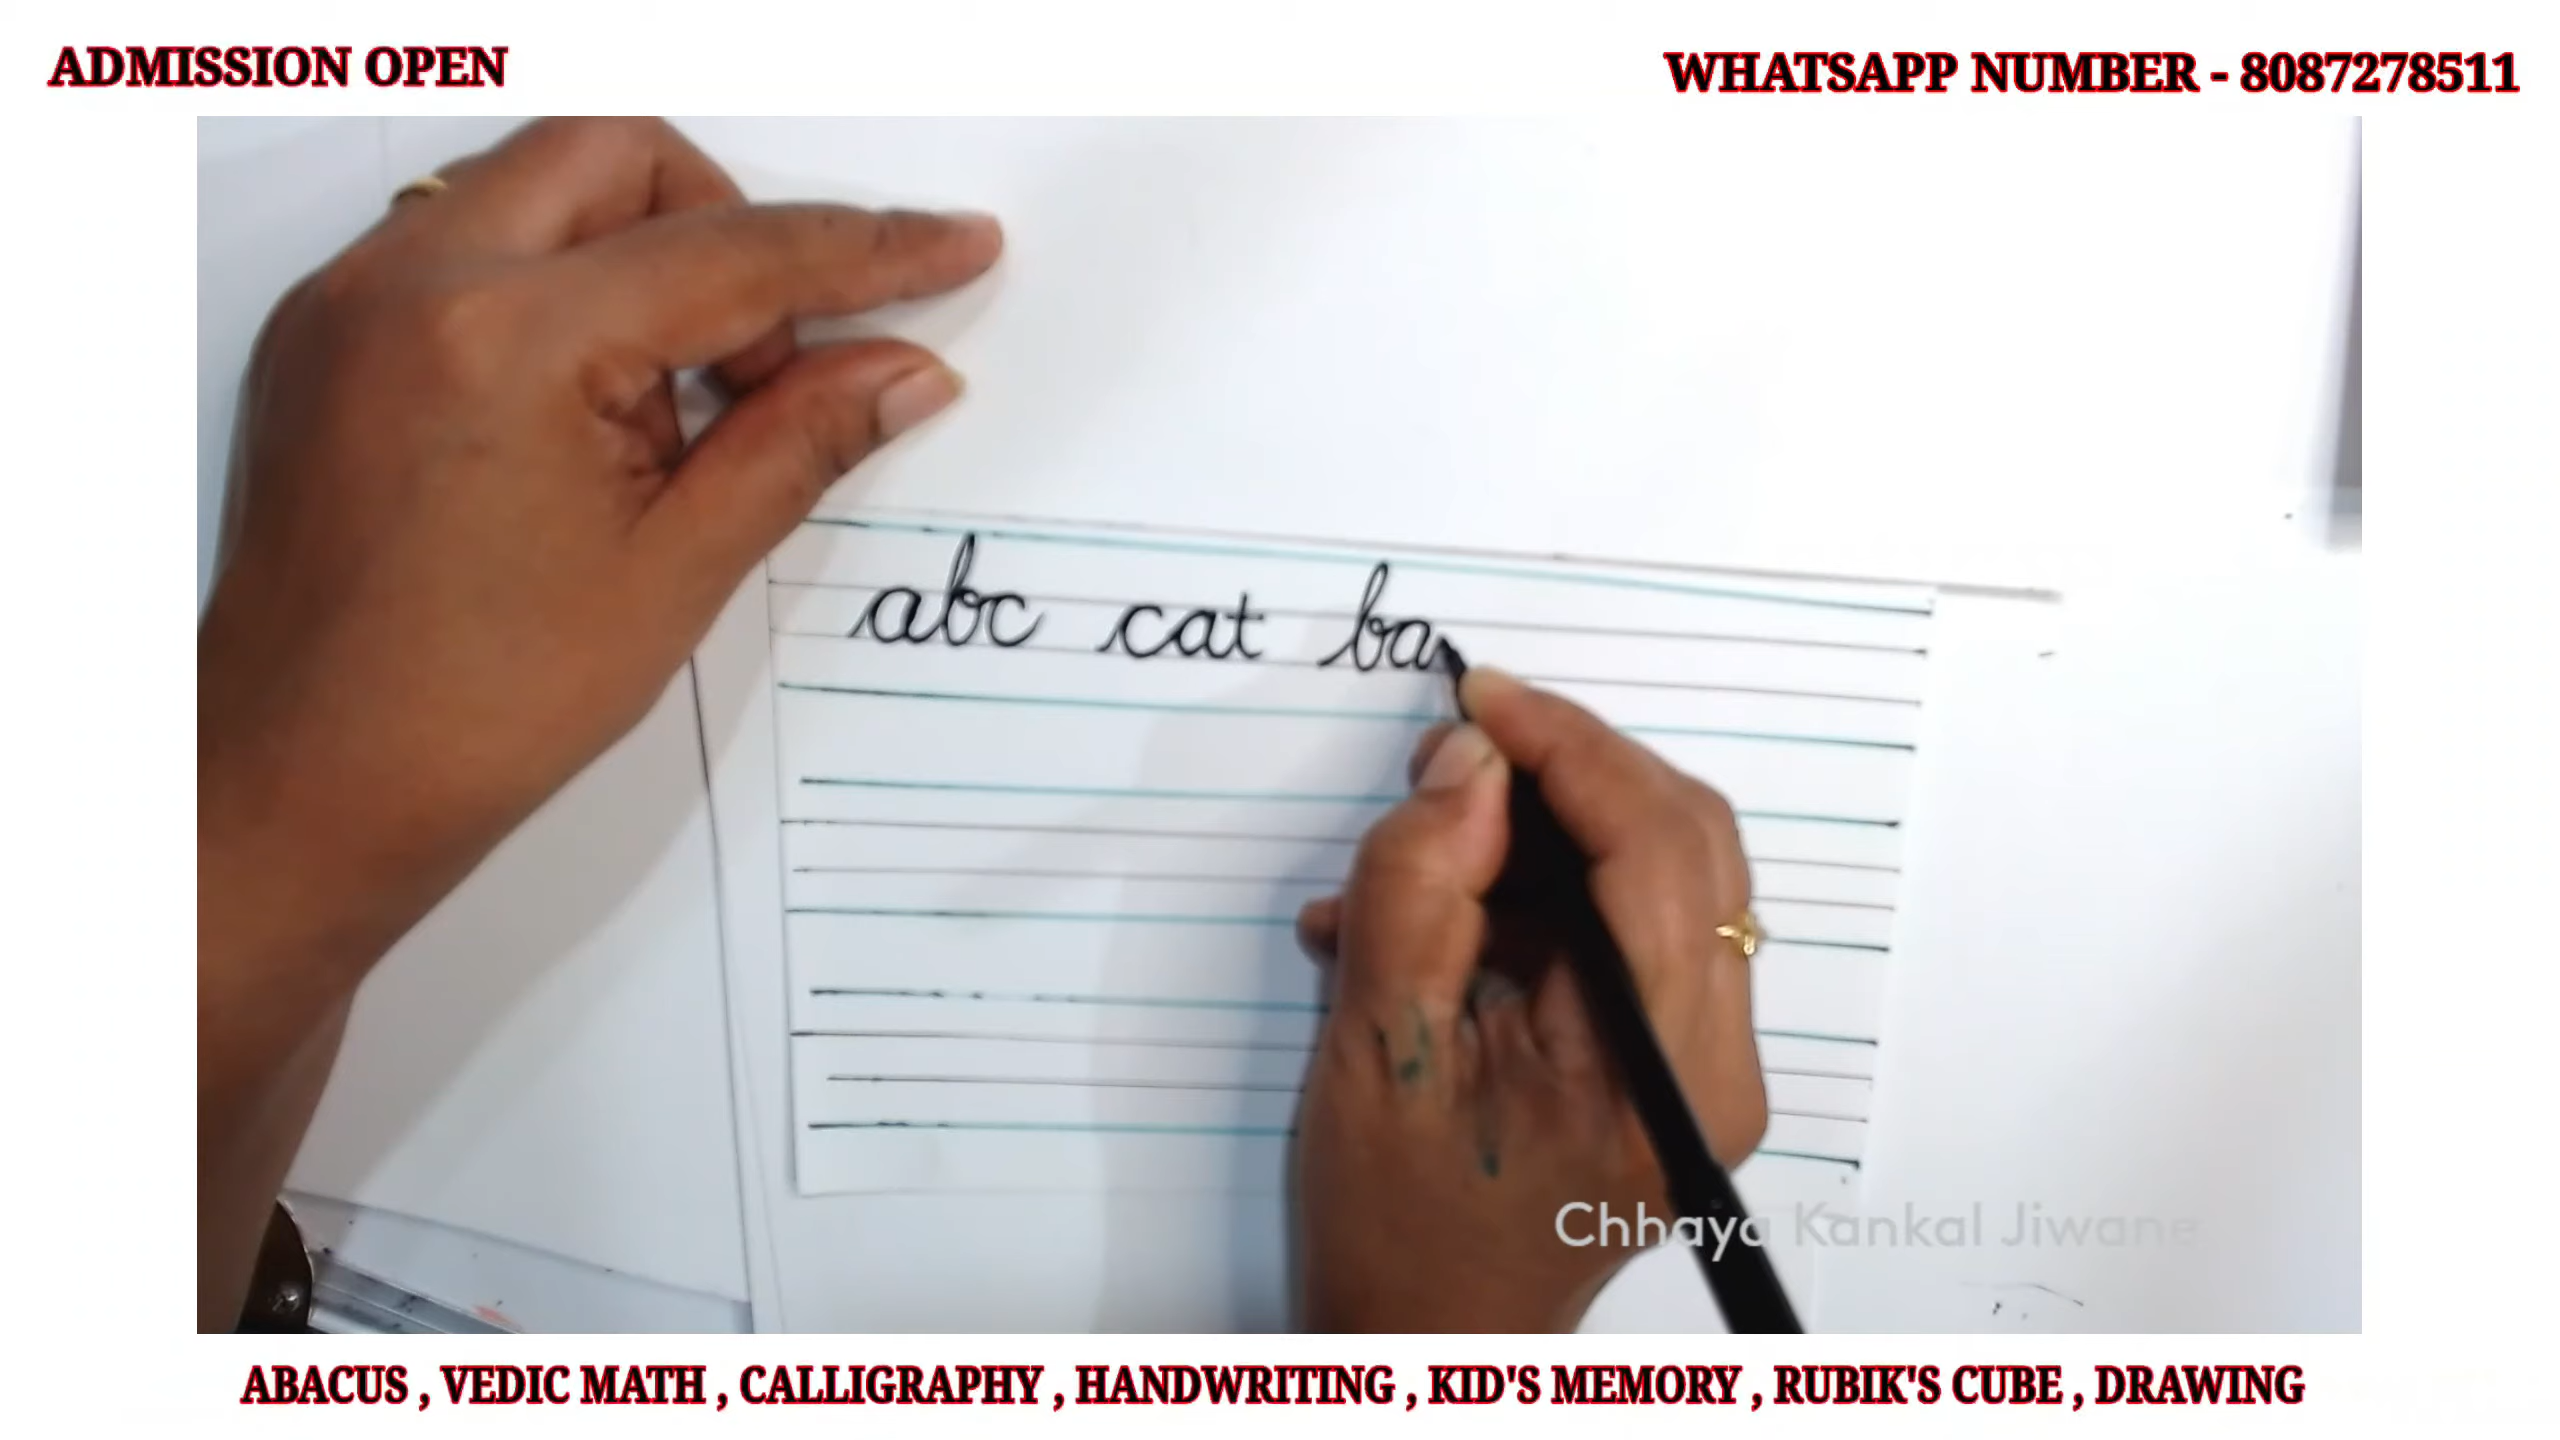 ADMISSION OPEN
WHATSAPP NUMBER - 8087278511
abc cat ba
Chhaya Kankal Jiwane
ABACUS , VEDIC MATH , CALLIGRAPHY , HANDWRITING , KID'S MEMORY , RUBIK'S CUBE , DRAWING